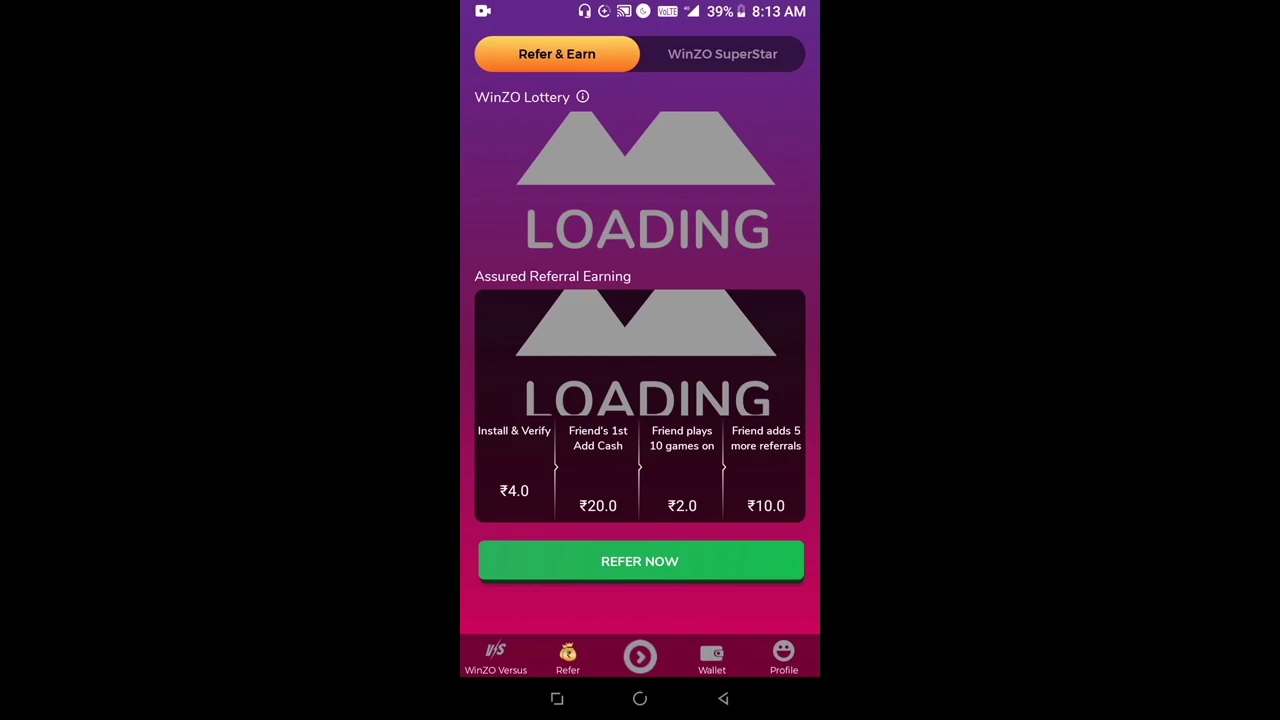 VoLTE 4G 39% 8:13 AM
Refer & Earn WinZO SuperStar
WinZO Lottery
LOADING
Assured Referral Earning
LOADING
Install & Verify
₹4.0
Friend's 1st
Add Cash
₹20.0
Friend plays
10 games on
₹2.0
Friend adds 5
more referrals
₹10.0
REFER NOW
V/S
WinZO Versus Refer Wallet Profile